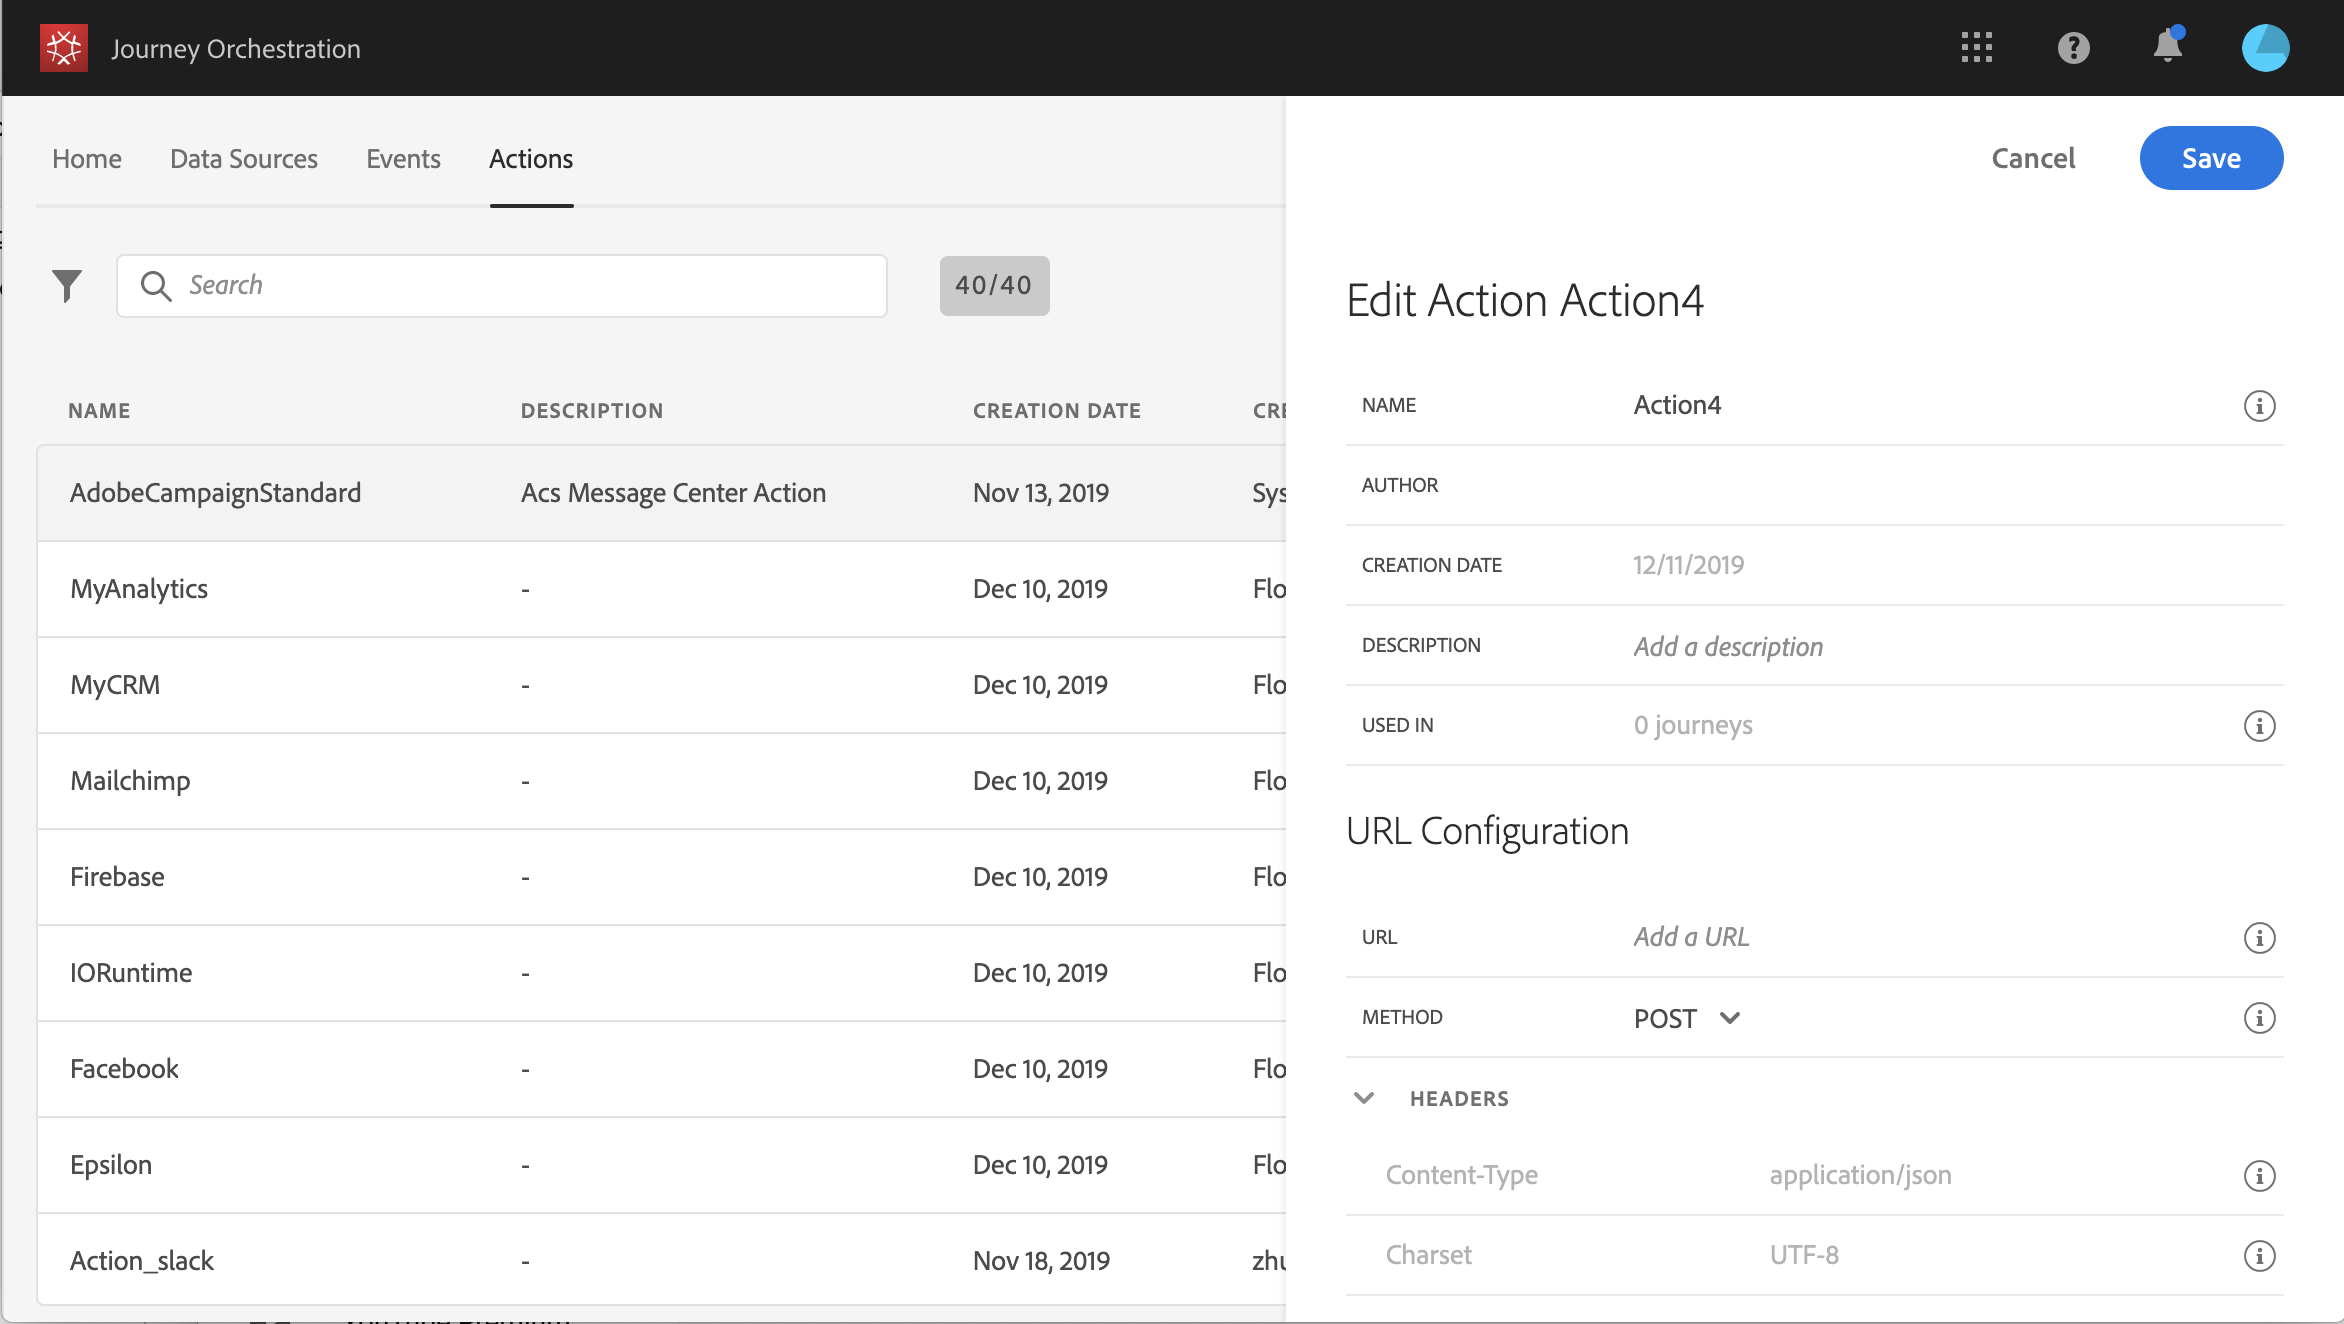 Journey Orchestration
Home Data Sources Events Actions
Cancel Save
Search 40/40
Edit Action Action4
NAME DESCRIPTION CREATION DATE CRE
AdobeCampaignStandard Acs Message Center Action Nov 13, 2019 Sys
MyAnalytics - Dec 10, 2019 Flo
MyCRM - Dec 10, 2019 Flo
Mailchimp - Dec 10, 2019 Flo
Firebase - Dec 10, 2019 Flo
IORuntime - Dec 10, 2019 Flo
Facebook - Dec 10, 2019 Flo
Epsilon - Dec 10, 2019 Flo
Action_slack - Nov 18, 2019 zhu
NAME Action4
AUTHOR
CREATION DATE 12/11/2019
DESCRIPTION Add a description
USED IN 0 journeys
URL Configuration
URL Add a URL
METHOD POST
HEADERS
Content-Type application/json
Charset UTF-8